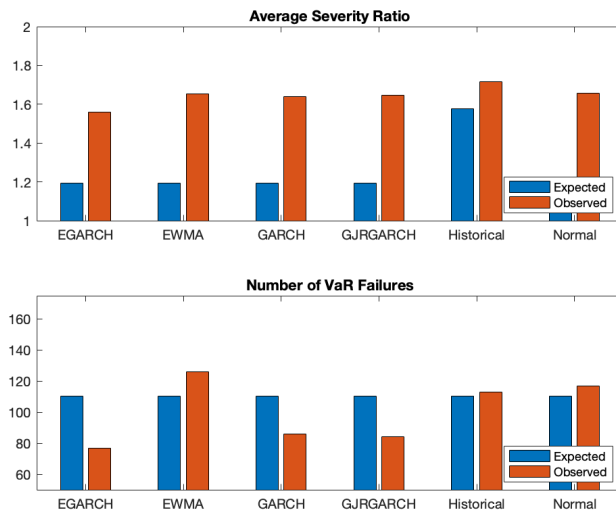 Average Severity Ratio
2
1.8
1.6
1.4
1.2
1
Expected
Observed
EGARCH EWMA GARCH GJRGARCH Historical Normal
Number of VaR Failures
160
140
120
100
80
60
Expected
Observed
EGARCH EWMA GARCH GJRGARCH Historical Normal